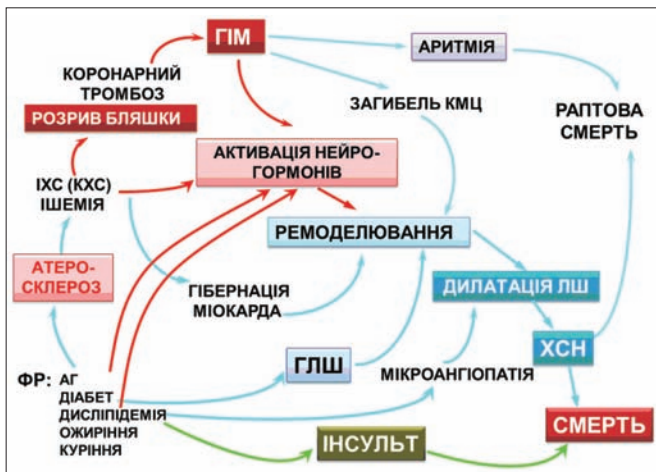 ГІМ
АРИТМІЯ
КОРОНАРНИЙ
ТРОМБОЗ
РОЗРИВ БЛЯШКИ
ЗАГИБЕЛЬ КМЦ
РАПТОВА
СМЕРТЬ
АКТИВАЦІЯ НЕЙРО-
ГОРМОНІВ
ІХС (КХС)
ІШЕМІЯ
РЕМОДЕЛЮВАННЯ
АТЕРО-
СКЛЕРОЗ
ГІБЕРНАЦІЯ
МІОКАРДА
ДИЛАТАЦІЯ ЛШ
ХСН
ГЛШ
МІКРОАНГІОПАТІЯ
ФР: АГ
ДІАБЕТ
ДИСЛІПІДЕМІЯ
ОЖИРІННЯ
КУРІННЯ
ІНСУЛЬТ
СМЕРТЬ